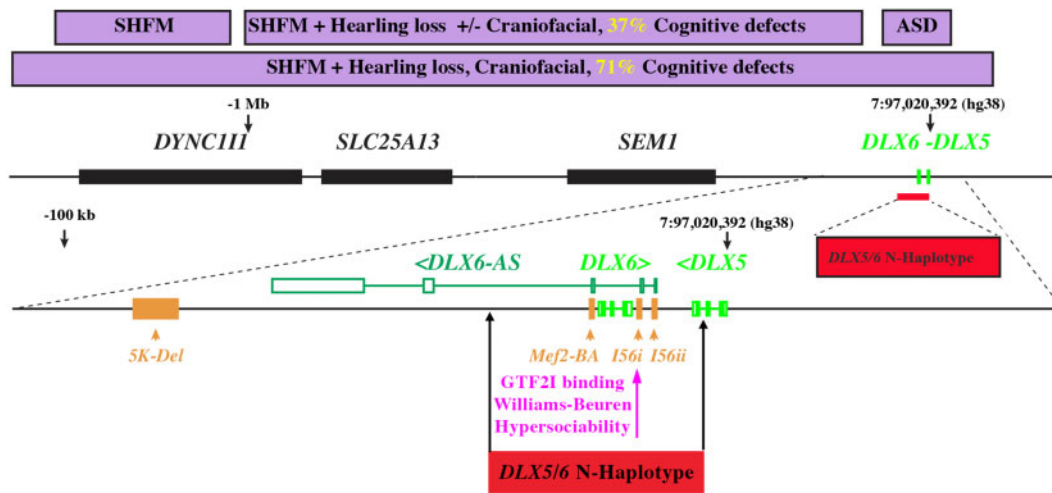 SHFM
SHFM + Hearling loss +/- Craniofacial, 37% Cognitive defects
ASD
SHFM + Hearling loss, Craniofacial, 71% Cognitive defects
-1 Mb
7:97,020,392 (hg38)
DYNC1I1
SLC25A13
SEM1
DLX6 -DLX5
-100 kb
7:97,020,392 (hg38)
DLX5/6 N-Haplotype
<DLX6-AS
DLX6>
<DLX5
5K-Del
Mef2-BA
I56i
I56ii
GTF2I binding
Williams-Beuren
Hypersociability
DLX5/6 N-Haplotype